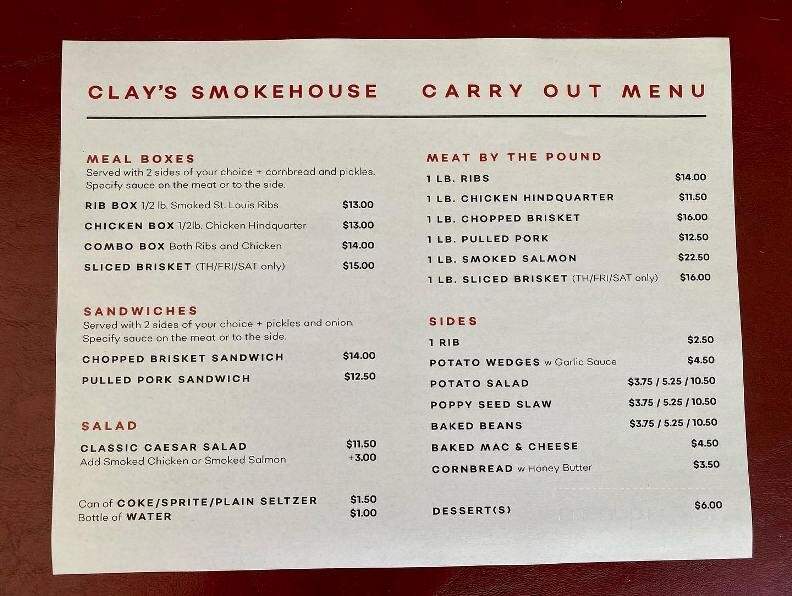 CLAY'S SMOKEHOUSE CARRY OUT MENU
MEAL BOXES
Served with 2 sides of your choice + cornbread and pickles.
Specify sauce on the meat or to the side.
RIB BOX 1/2 lb. Smoked St. Louis Ribs $13.00
CHICKEN BOX 1/2lb. Chicken Hindquarter $13.00
COMBO BOX Both Ribs and Chicken $14.00
SLICED BRISKET (TH/FRI/SAT only) $15.00
SANDWICHES
Served with 2 sides of your choice + pickles and onion.
Specify sauce on the meat or to the side.
CHOPPED BRISKET SANDWICH $14.00
PULLED PORK SANDWICH $12.50
SALAD
CLASSIC CAESAR SALAD $11.50
Add Smoked Chicken or Smoked Salmon +3.00
Can of COKE/SPRITE/PLAIN SELTZER $1.50
Bottle of WATER $1.00
MEAT BY THE POUND
1 LB. RIBS $14.00
1 LB. CHICKEN HINDQUARTER $11.50
1 LB. CHOPPED BRISKET $16.00
1 LB. PULLED PORK $12.50
1 LB. SMOKED SALMON $22.50
1 LB. SLICED BRISKET (TH/FRI/SAT only) $16.00
SIDES
1 RIB $2.50
POTATO WEDGES w Garlic Sauce $4.50
POTATO SALAD $3.75 / 5.25 / 10.50
POPPY SEED SLAW $3.75 / 5.25 / 10.50
BAKED BEANS $3.75 / 5.25 / 10.50
BAKED MAC & CHEESE $4.50
CORNBREAD w Honey Butter $3.50
DESSERT(S) $6.00